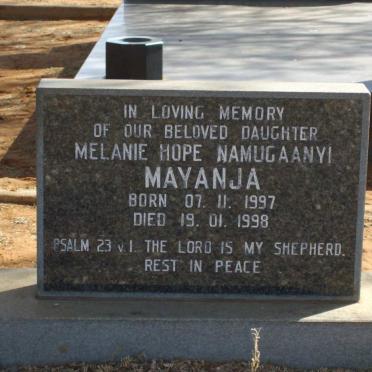 IN LOVING MEMORY
OF OUR BELOVED DAUGHTER
MELANIE HOPE NAMUGAANYI
MAYANJA
BORN 07. 11. 1997
DIED 19. 01. 1998
PSALM 23 v.1. THE LORD IS MY SHEPHERD.
REST IN PEACE